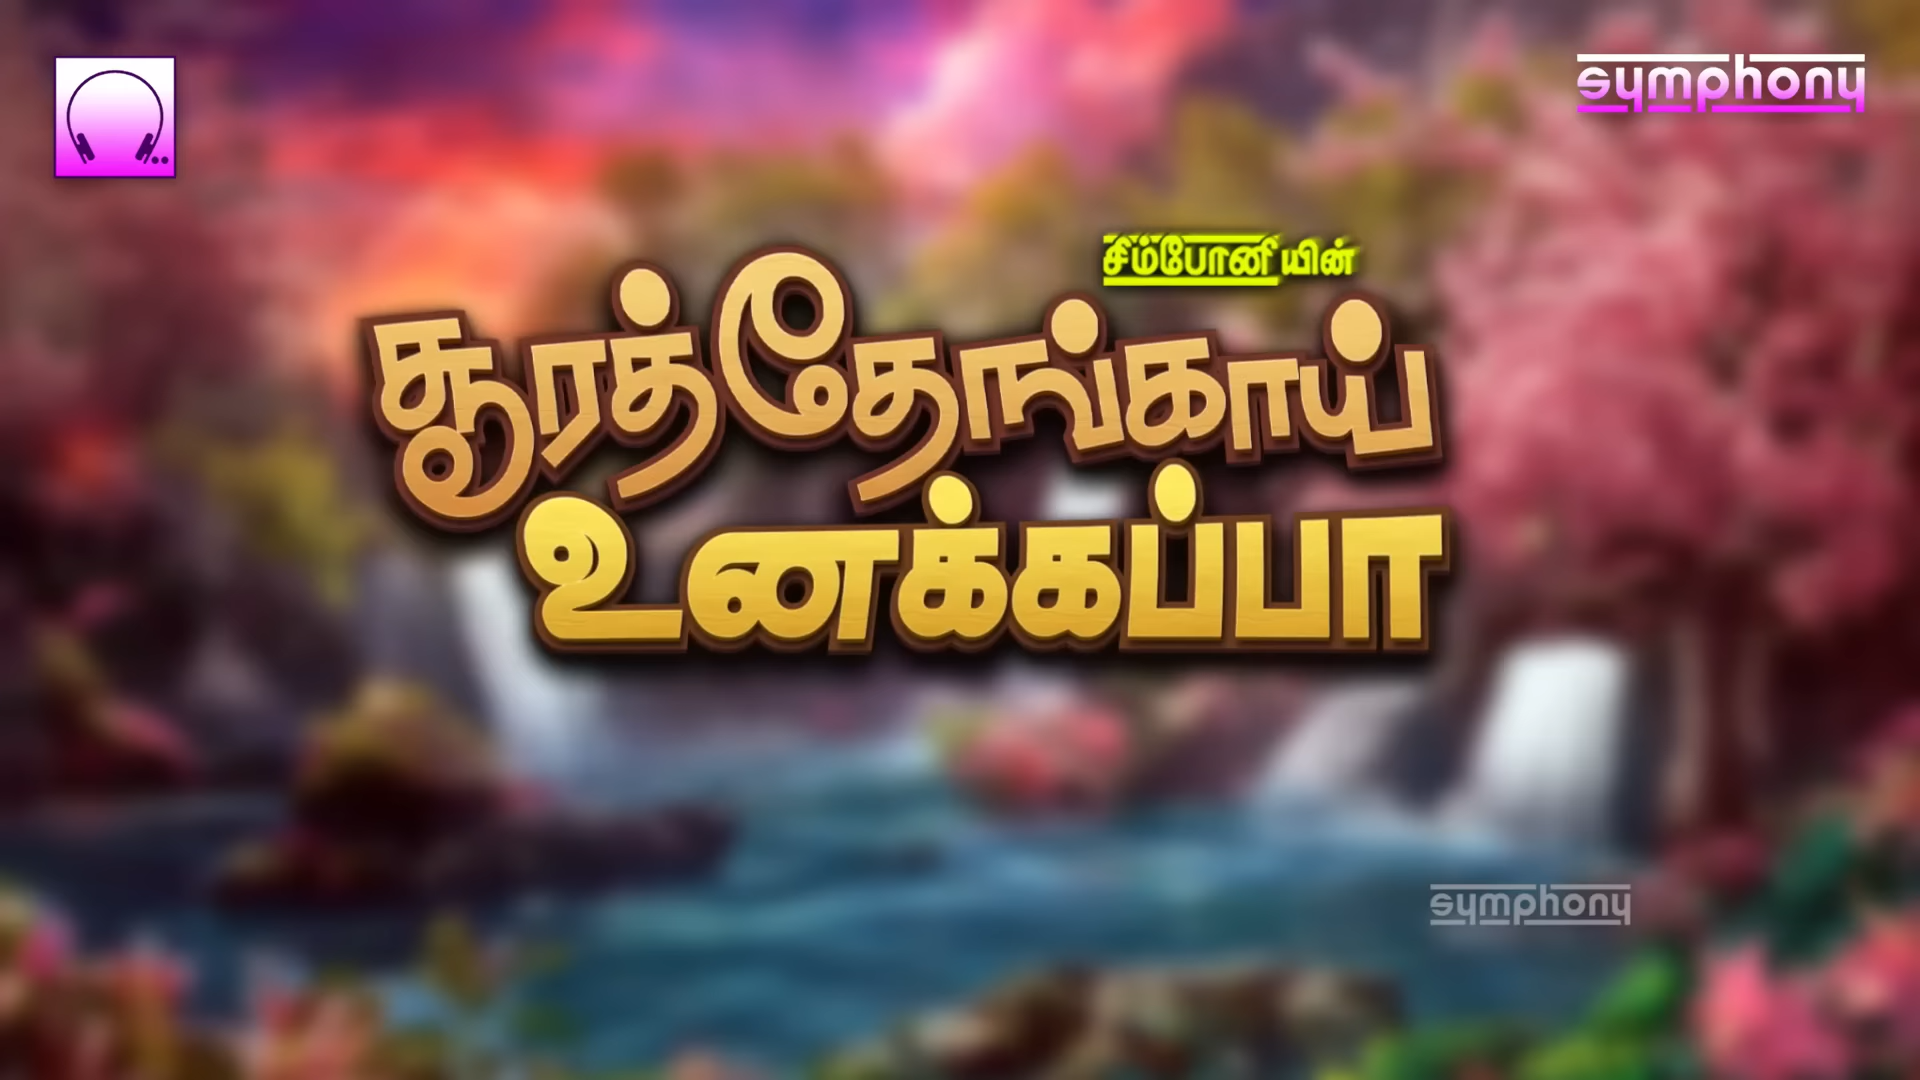 symphony
சிம்போனியின்
சூரத்தேங்காய்
உனக்கப்பா
symphony